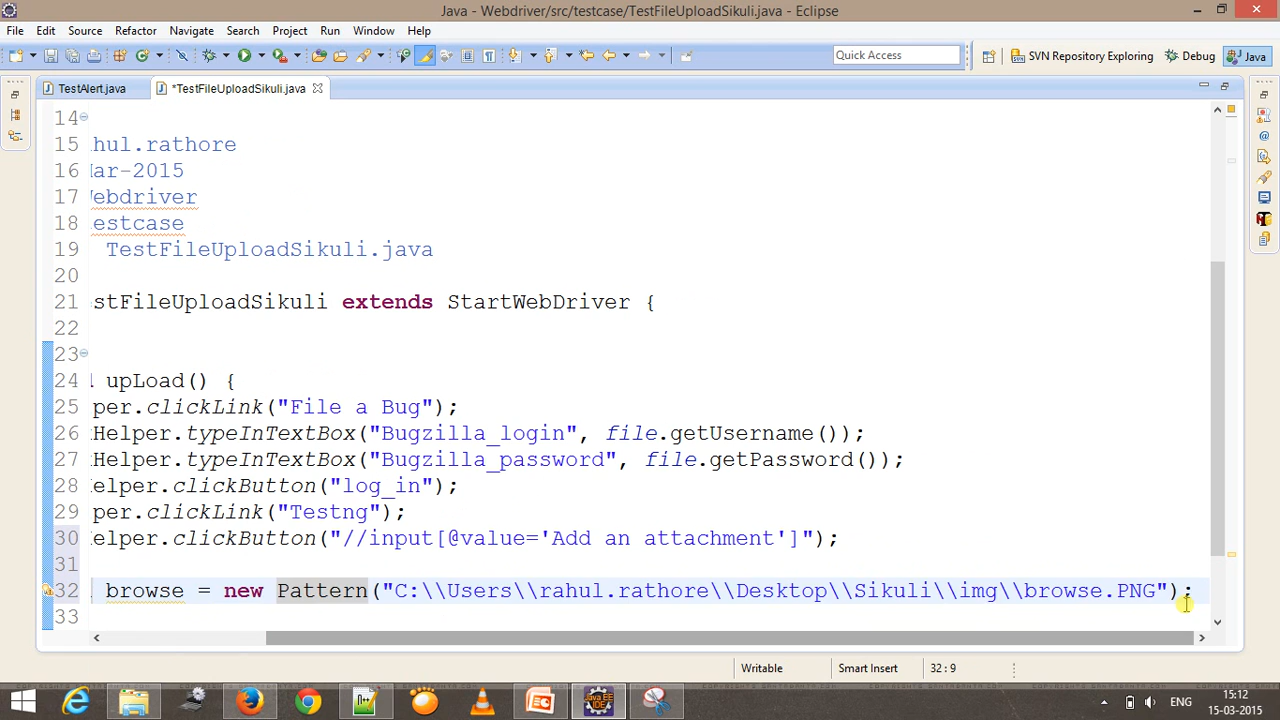 Java - Webdriver/src/testcase/TestFileUploadSikuli.java - Eclipse
File Edit Source Refactor Navigate Search Project Run Window Help
Quick Access SVN Repository Exploring Debug Java
TestAlert.java *TestFileUploadSikuli.java
14
15 hul.rathore
16 Mar-2015
17 Webdriver
18 estcase
19 TestFileUploadSikuli.java
20
21 stFileUploadSikuli extends StartWebDriver {
22
23
24 upLoad() {
25 per.clickLink("File a Bug");
26 Helper.typeInTextBox("Bugzilla_login", file.getUsername());
27 Helper.typeInTextBox("Bugzilla_password", file.getPassword());
28 elper.clickButton("log_in");
29 per.clickLink("Testng");
30 elper.clickButton("//input[@value='Add an attachment']");
31
32 browse = new Pattern("C:\\Users\\rahul.rathore\\Desktop\\Sikuli\\img\\browse.PNG");
33
Writable Smart Insert 32 : 9
ENG 15:12
15-03-2015